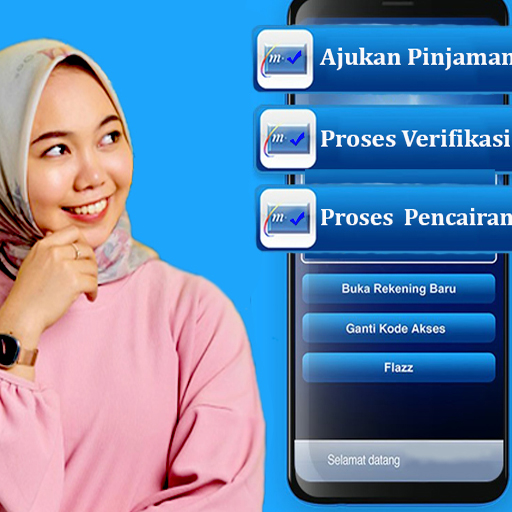 m-
Ajukan Pinjaman
m-
Proses Verifikasi
m-
Proses Pencairan
Buka Rekening Baru
Ganti Kode Akses
Flazz
Selamat datang